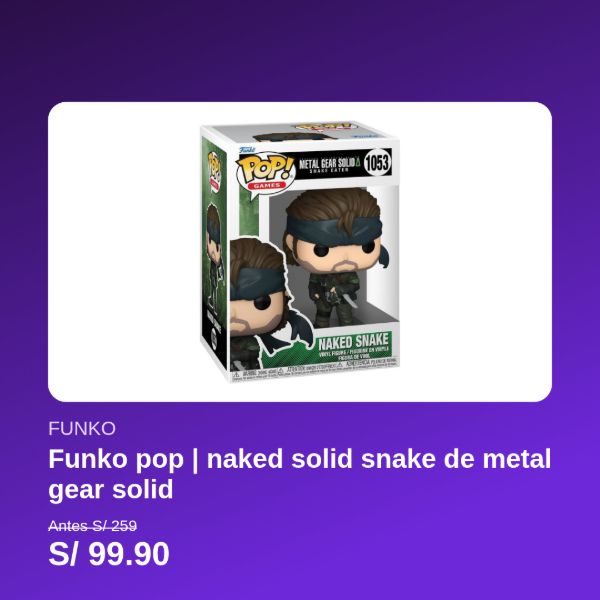 Funko
POP!
GAMES
METAL GEAR SOLID Δ
SNAKE EATER
1053
NAKED SNAKE
VINYL FIGURE / FIGURINE EN VINYLE
FIGURA DE VINIL
FUNKO
Funko pop | naked solid snake de metal
gear solid
Antes S/ 259
S/ 99.90